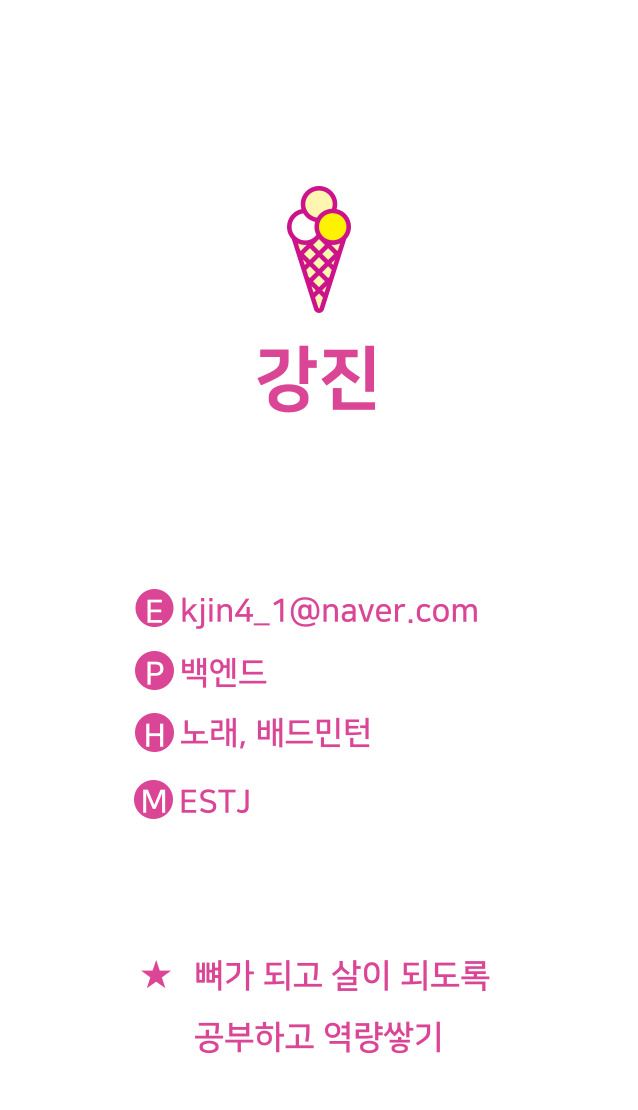 강진
E kjin4_1@naver.com
P 백엔드
H 노래, 배드민턴
M ESTJ
★ 뼈가 되고 살이 되도록
공부하고 역량쌓기